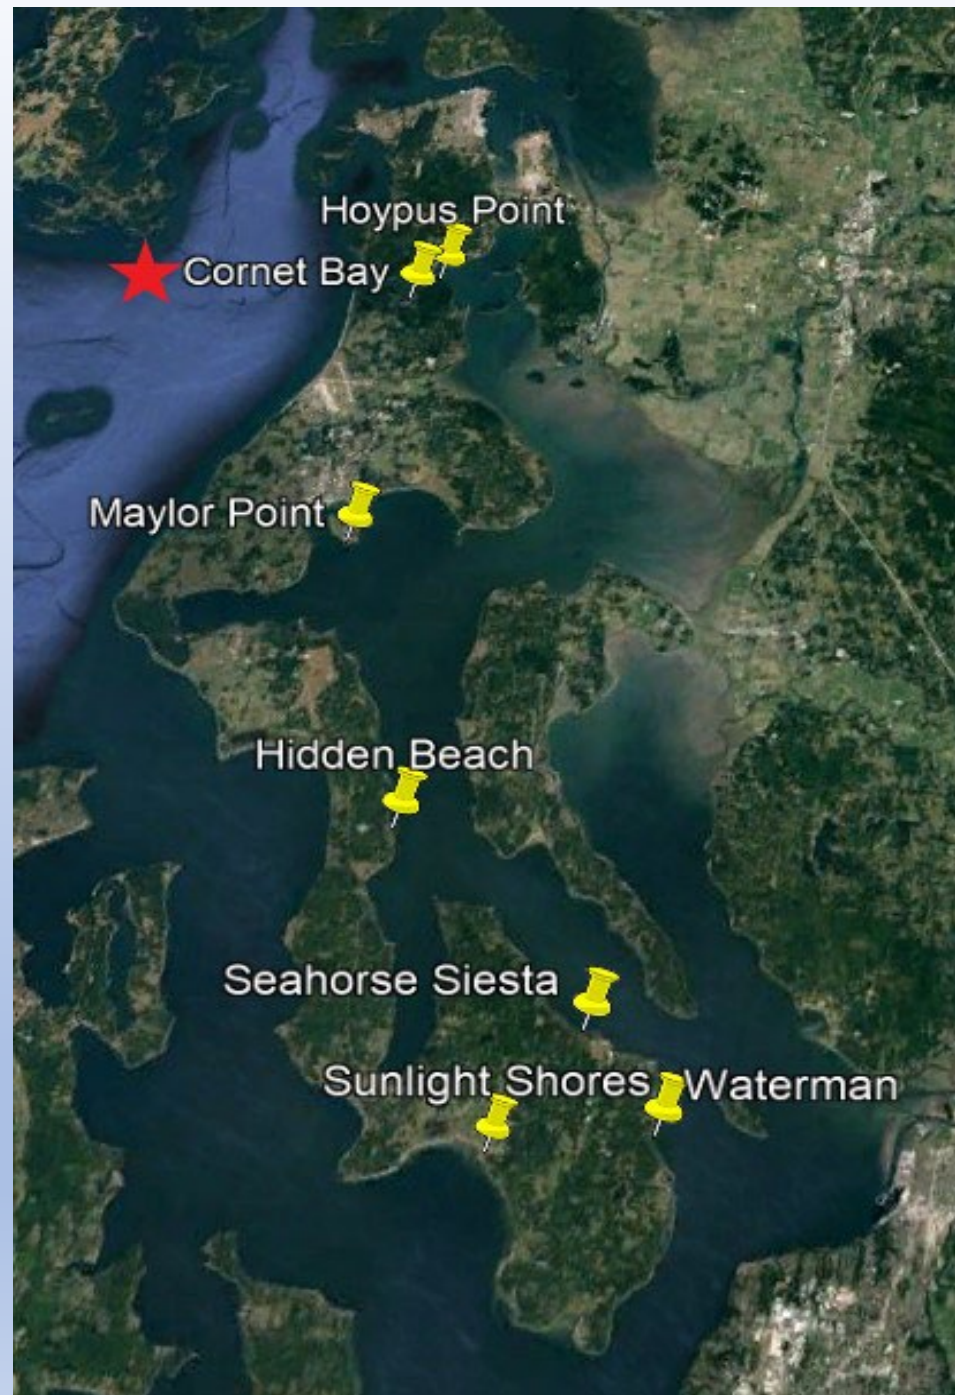 Hoypus Point
Cornet Bay
Maylor Point
Hidden Beach
Seahorse Siesta
Sunlight Shores
Waterman